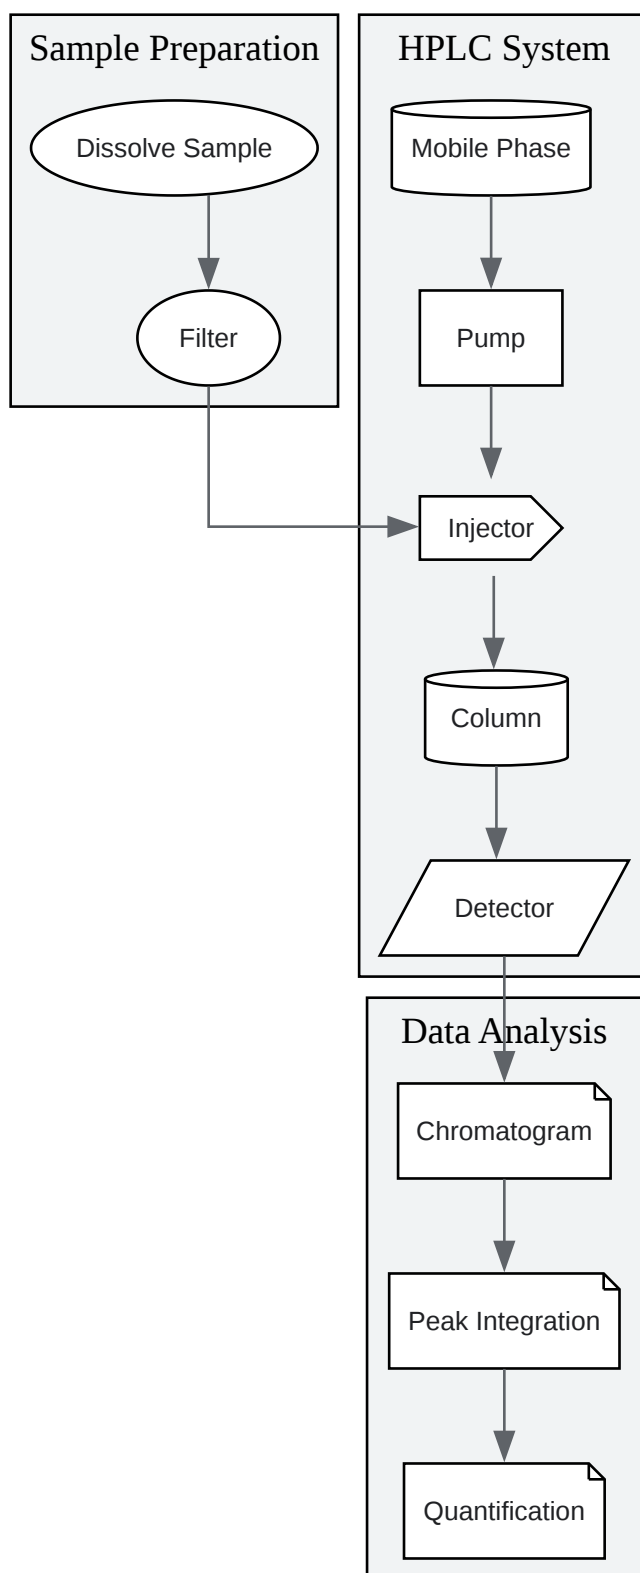 Sample Preparation
Dissolve Sample
Filter
HPLC System
Mobile Phase
Pump
Injector
Column
Detector
Data Analysis
Chromatogram
Peak Integration
Quantification